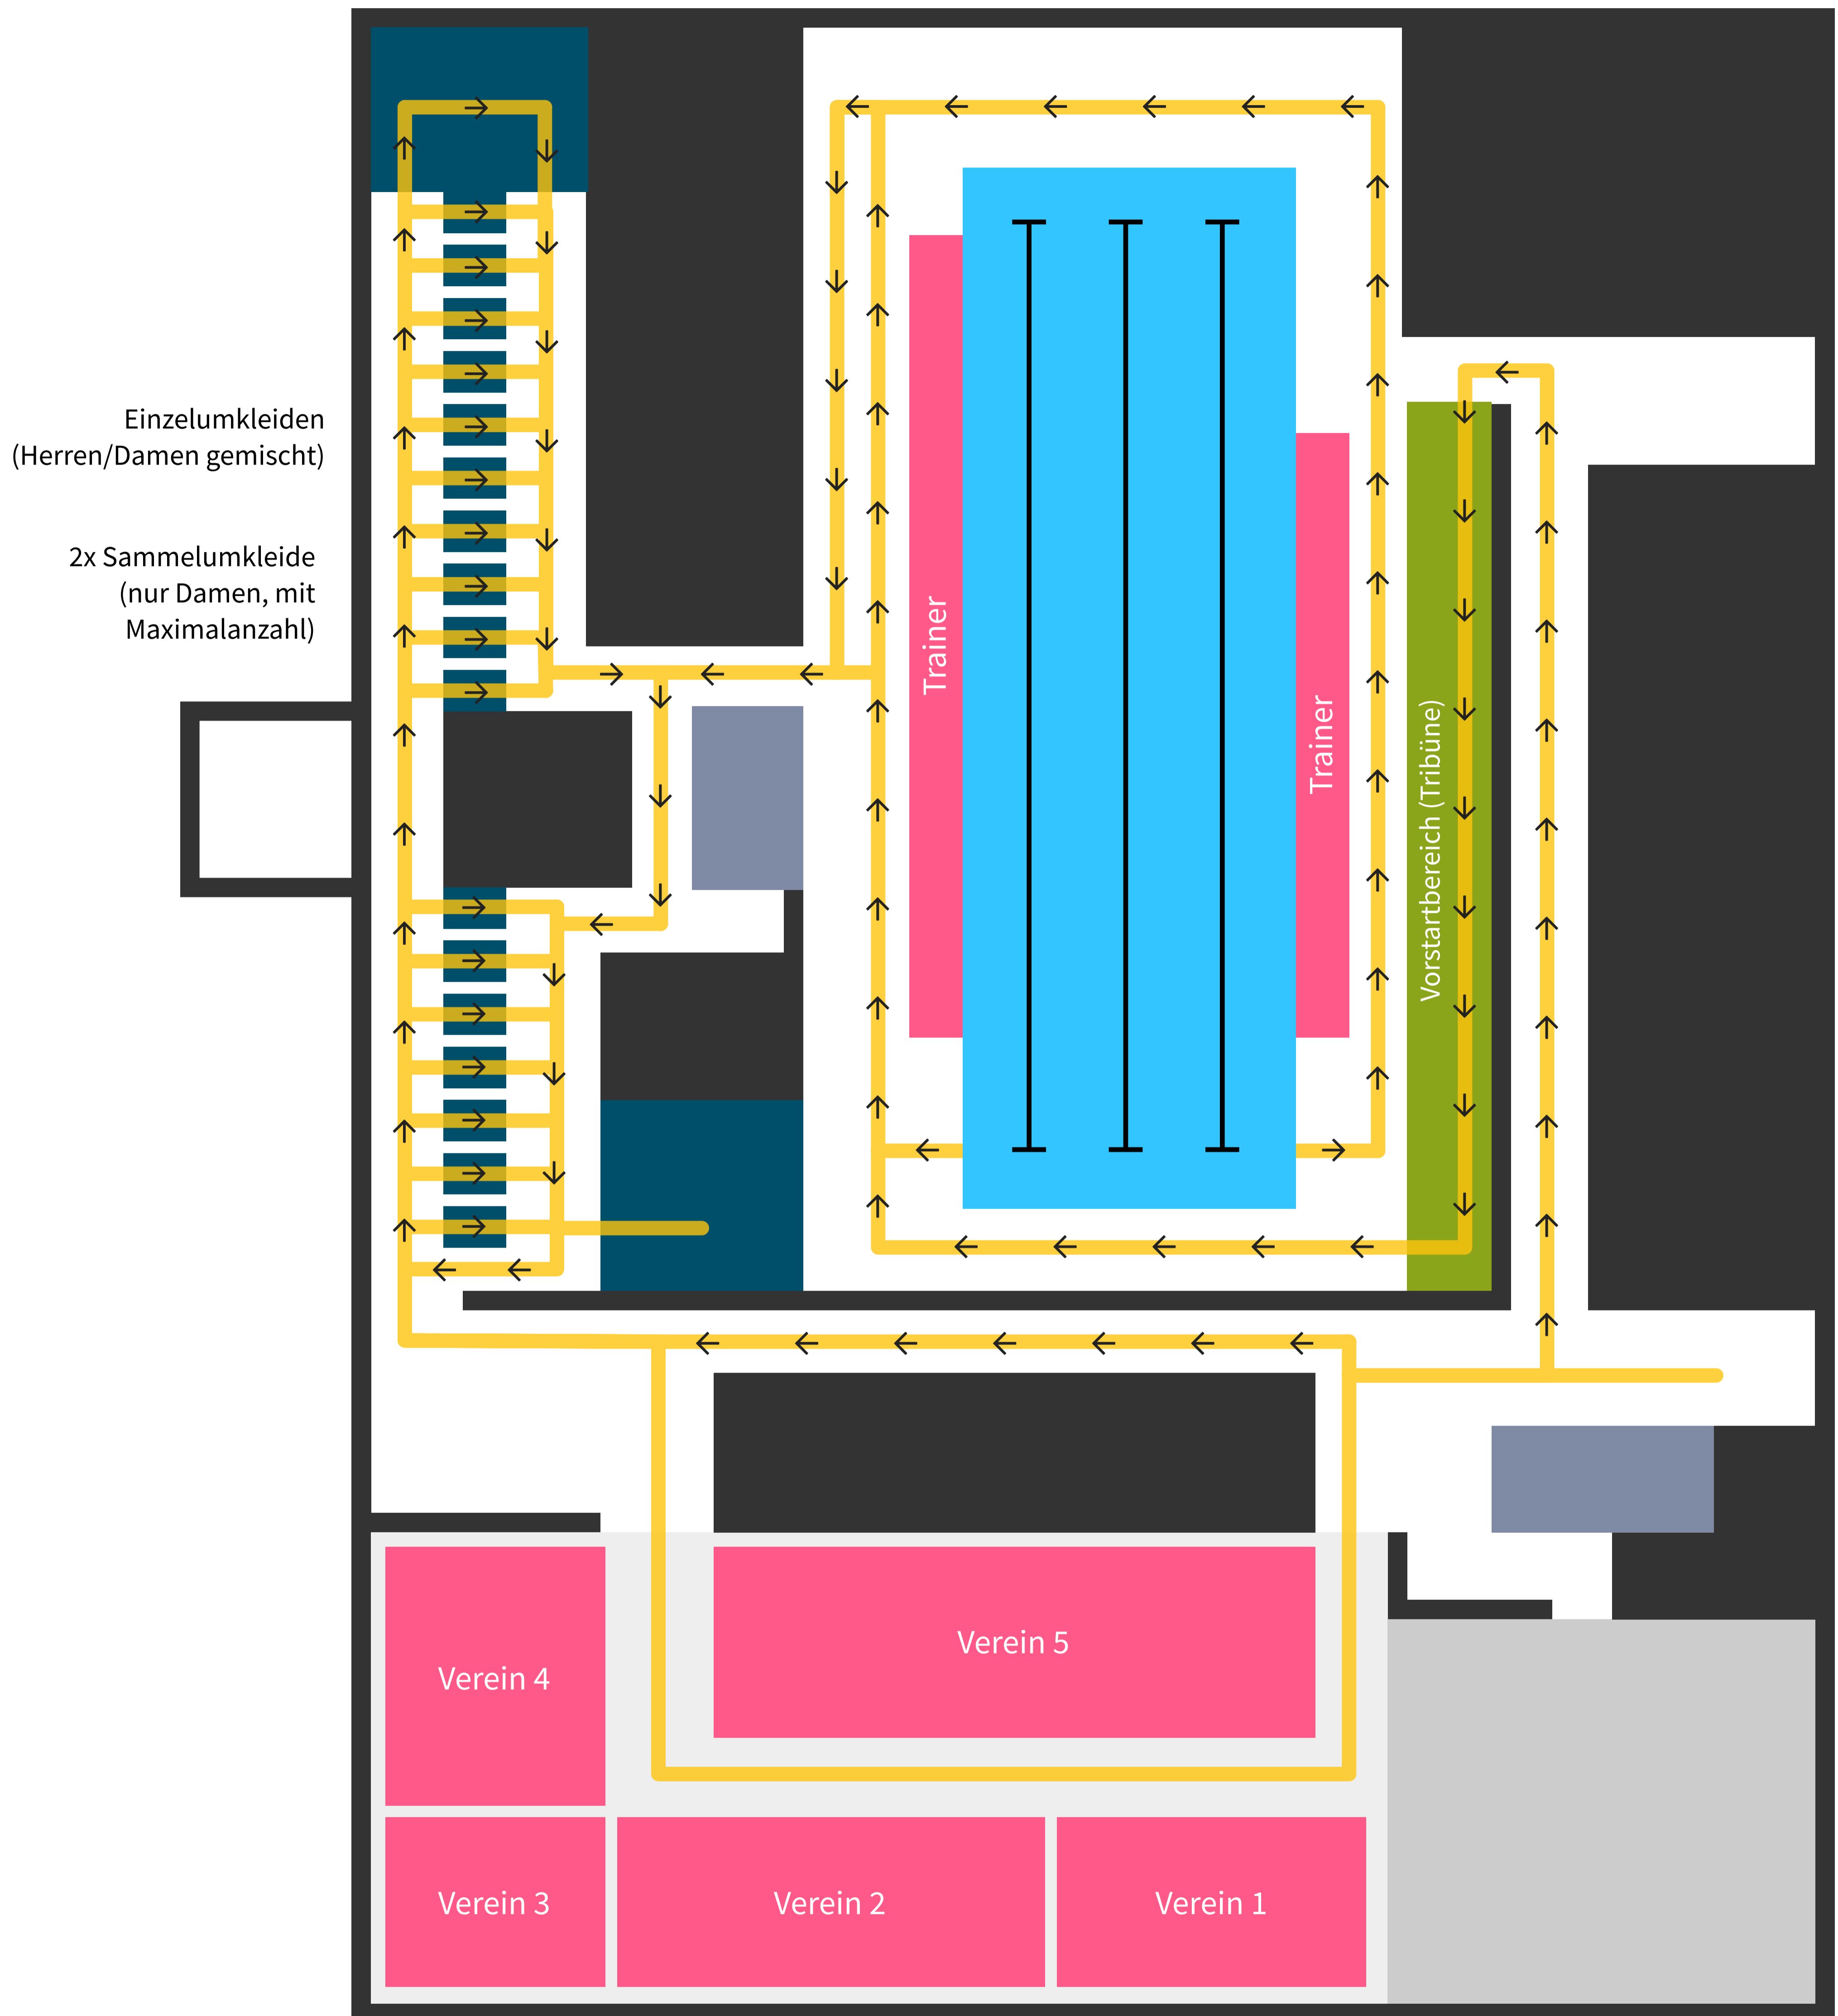 Einzelumkleiden
(Herren/Damen gemischt)
2x Sammelumkleide
(nur Damen, mit
Maximalanzahl)
Trainer
Trainer
Vorstartbereich (Tribüne)
Verein 5
Verein 4
Verein 3
Verein 2
Verein 1